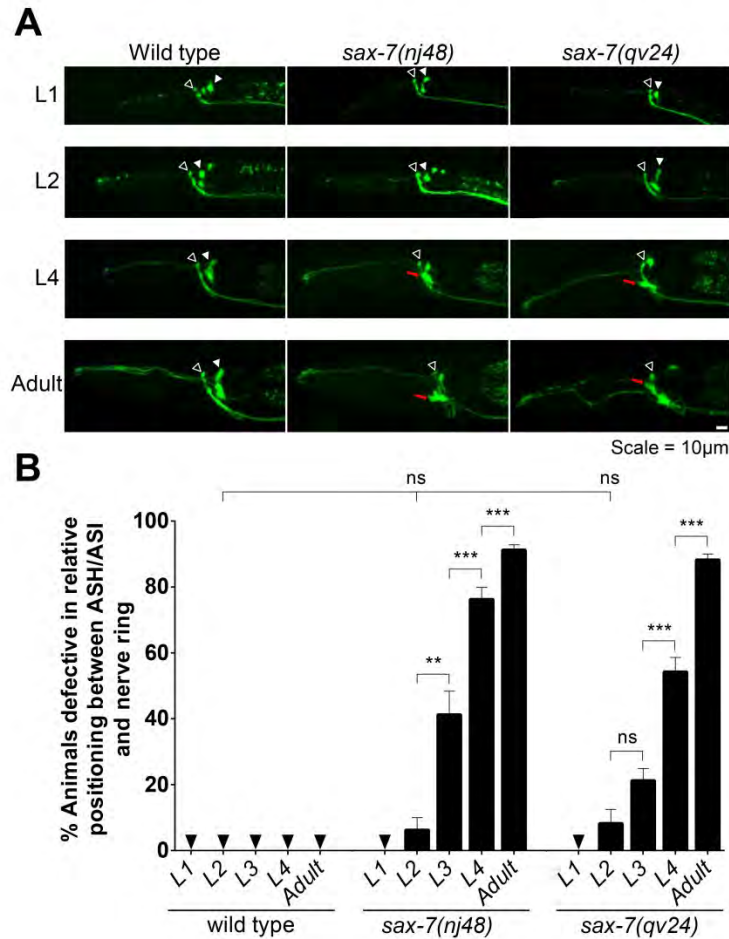 A
Wild type sax-7(nj48) sax-7(qv24)
L1
L2
L4
Adult
Scale = 10µm
B
ns ns
% Animals defective in relative
positioning between ASH/ASI
and nerve ring
100
80
60
40
20
0
** *** ***
ns *** ***
L1 L2 L3 L4 Adult L1 L2 L3 L4 Adult L1 L2 L3 L4 Adult
wild type sax-7(nj48) sax-7(qv24)